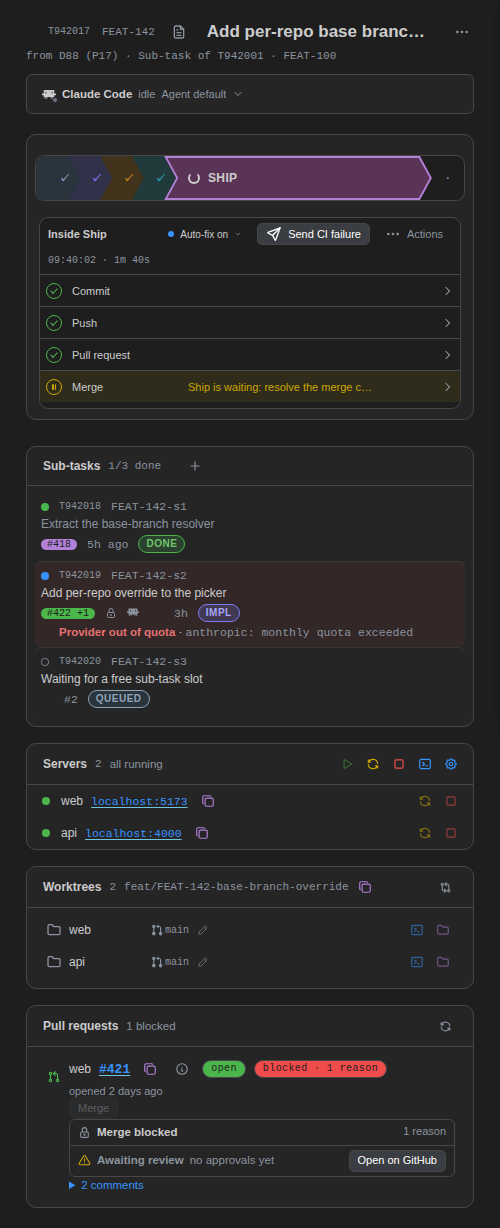 T942017 FEAT-142 Add per-repo base branc…
from D88 (P17) · Sub-task of T942001 · FEAT-100
Claude Code idle Agent default
SHIP
Inside Ship Auto-fix on Send CI failure Actions
09:40:02 · 1m 40s
Commit
Push
Pull request
Merge Ship is waiting: resolve the merge c…
Sub-tasks 1/3 done
T942018 FEAT-142-s1
Extract the base-branch resolver
#418 5h ago DONE
T942019 FEAT-142-s2
Add per-repo override to the picker
#422 +1 3h IMPL
Provider out of quota · anthropic: monthly quota exceeded
T942020 FEAT-142-s3
Waiting for a free sub-task slot
#2 QUEUED
Servers 2 all running
web localhost:5173
api localhost:4000
Worktrees 2 feat/FEAT-142-base-branch-override
web main
api main
Pull requests 1 blocked
web #421 open blocked · 1 reason
opened 2 days ago
Merge
Merge blocked 1 reason
Awaiting review no approvals yet Open on GitHub
2 comments